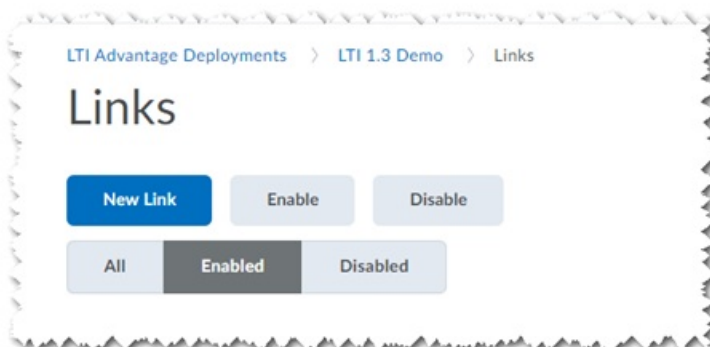 LTI Advantage Deployments > LTI 1.3 Demo > Links
Links
New Link Enable Disable
All Enabled Disabled